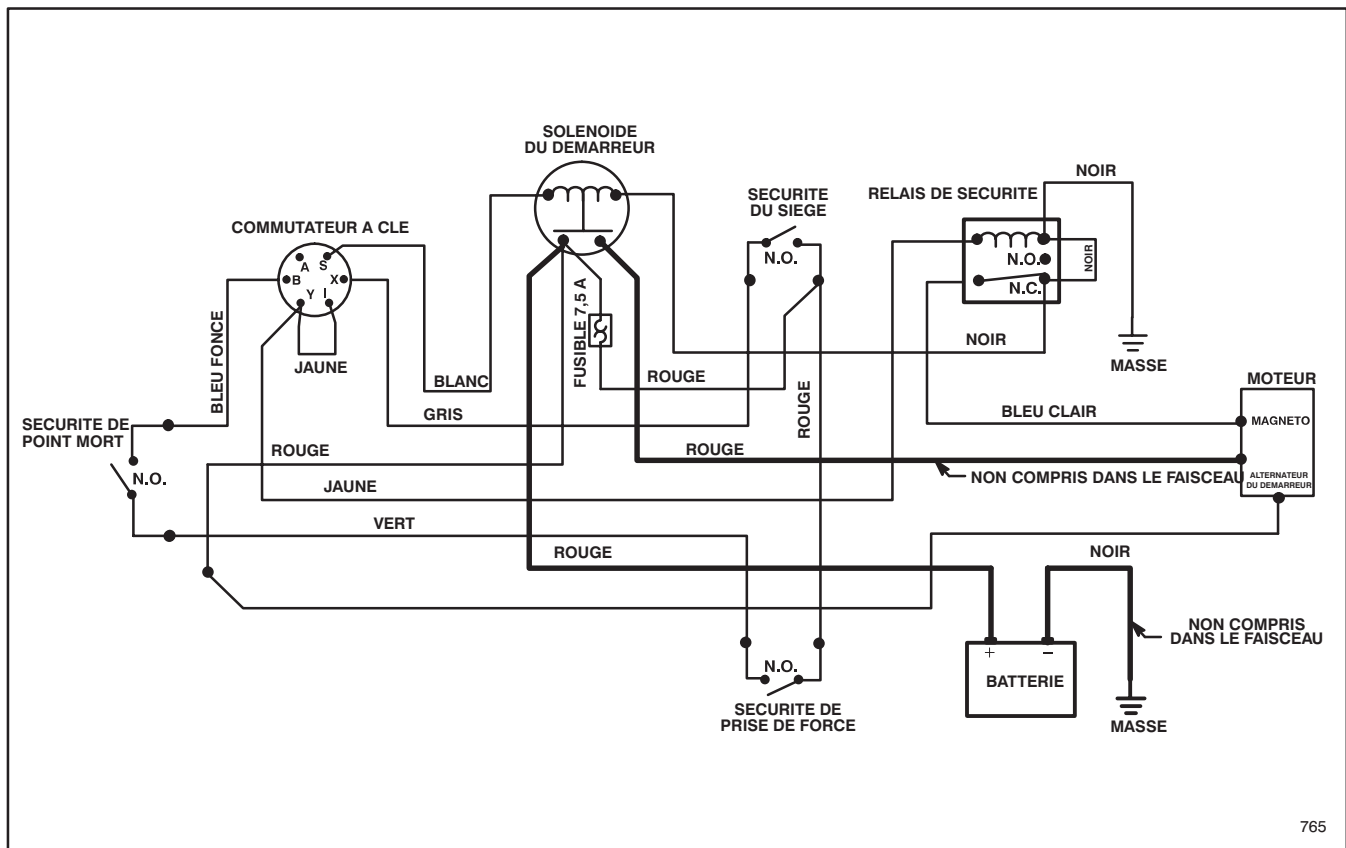 SOLENOIDE
DU DEMARREUR
NOIR
SECURITE
DU SIEGE
RELAIS DE SECURITE
COMMUTATEUR A CLE
N.O.
NOIR
N.O.
N.C.
A
S
B
X
Y
I
BLEU FONCE
JAUNE
BLANC
FUSIBLE 7,5 A
ROUGE
NOIR
MASSE
ROUGE
MOTEUR
MAGNETO
ALTERNATEUR
DU DEMARREUR
BLEU CLAIR
GRIS
SECURITE DE
POINT MORT
N.O.
ROUGE
ROUGE
NON COMPRIS DANS LE FAISCEAU
JAUNE
VERT
ROUGE
NOIR
NON COMPRIS
DANS LE FAISCEAU
+
−
BATTERIE
MASSE
N.O.
SECURITE DE
PRISE DE FORCE
765